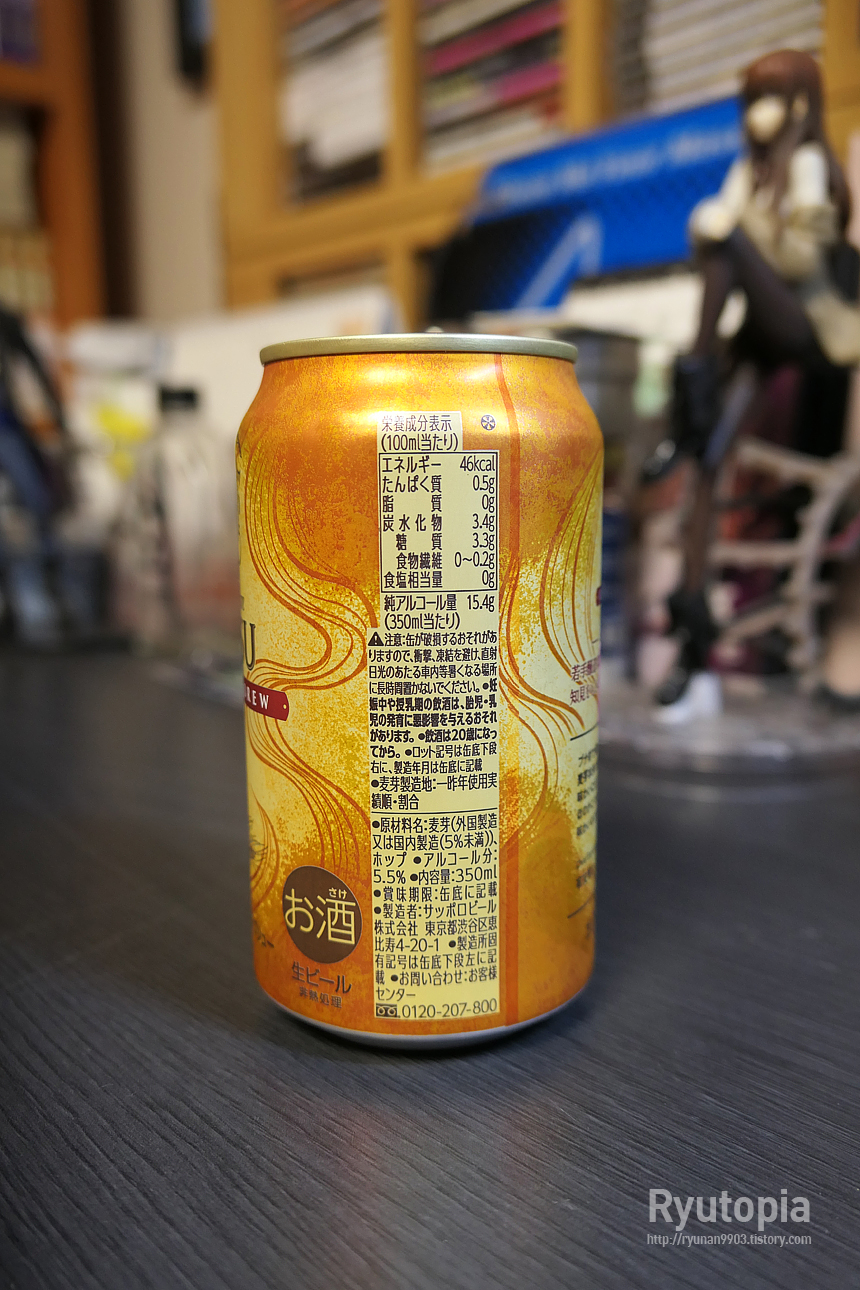 栄養成分表示
(100ml当たり)
エネルギー 46kcal
たんぱく質 0.5g
脂質 0g
炭水化物 3.4g
糖質 3.3g
食物繊維 0~0.2g
食塩相当量 0g
純アルコール量 15.4g
(350ml当たり)
注意:缶が破損するおそれがあ
りますので、衝撃、凍結を避け、直射
日光のあたる車内等暑くなる場所
に長時間置かないでください。●妊
娠中や授乳期の飲酒は、胎児・乳
児の発育に悪影響を与えるおそれ
があります。●飲酒は20歳になっ
てから。●ロット記号は缶底下段
右に、製造年月は缶底に記載
●麦芽製造地:一昨年使用実
績順・割合
●原材料名:麦芽(外国製造
又は国内製造(5%未満))、
ホップ ●アルコール分:
5.5% ●内容量:350ml
●賞味期限:缶底に記載
●製造者:サッポロビール
株式会社 東京都渋谷区恵
比寿4-20-1 ●製造所固
有記号は缶底下段左に記
載 ●お問い合わせ:お客様
センター
0120-207-800
さけ
お酒
生ビール
非熱処理
U
REW
Ryutopia
http://ryunan9903.tistory.com